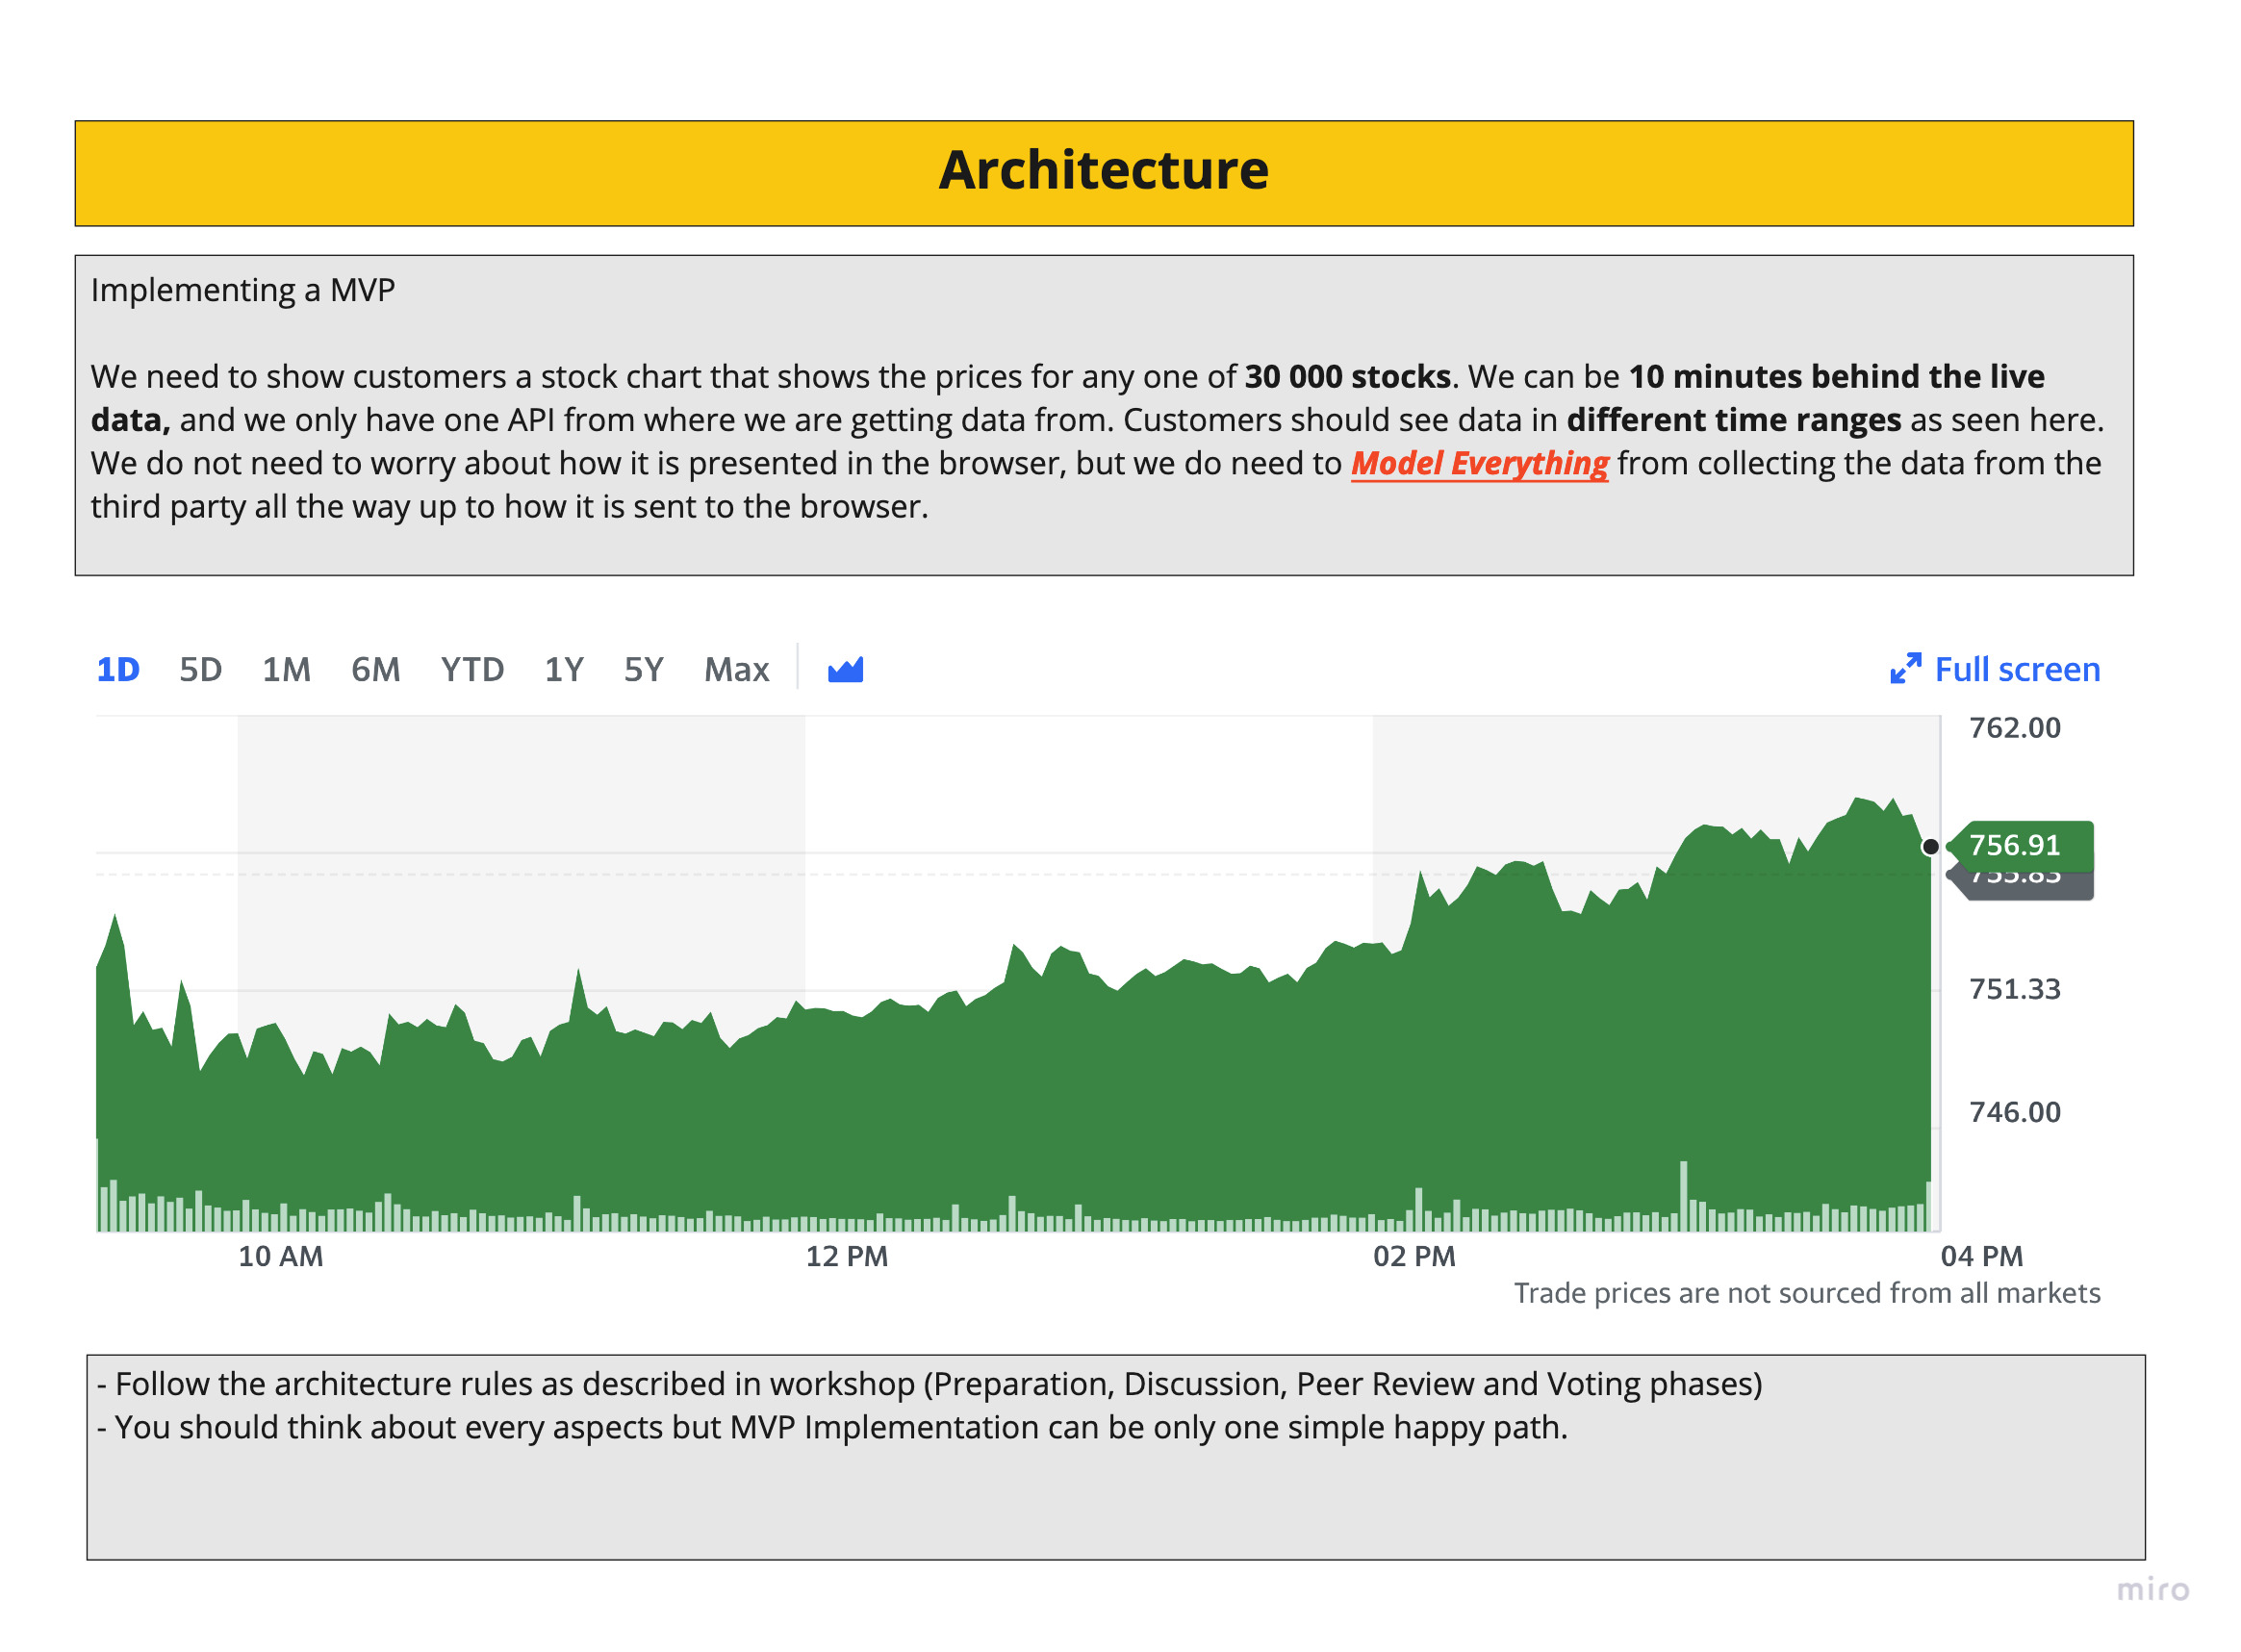 Architecture
Implementing a MVP
We need to show customers a stock chart that shows the prices for any one of 30 000 stocks. We can be 10 minutes behind the live
data, and we only have one API from where we are getting data from. Customers should see data in different time ranges as seen here.
We do not need to worry about how it is presented in the browser, but we do need to Model Everything from collecting the data from the
third party all the way up to how it is sent to the browser.
1D 5D 1M 6M YTD 1Y 5Y Max Full screen
762.00
756.91
755.83
751.33
746.00
10 AM 12 PM 02 PM 04 PM
Trade prices are not sourced from all markets
- Follow the architecture rules as described in workshop (Preparation, Discussion, Peer Review and Voting phases)
- You should think about every aspects but MVP Implementation can be only one simple happy path.
miro